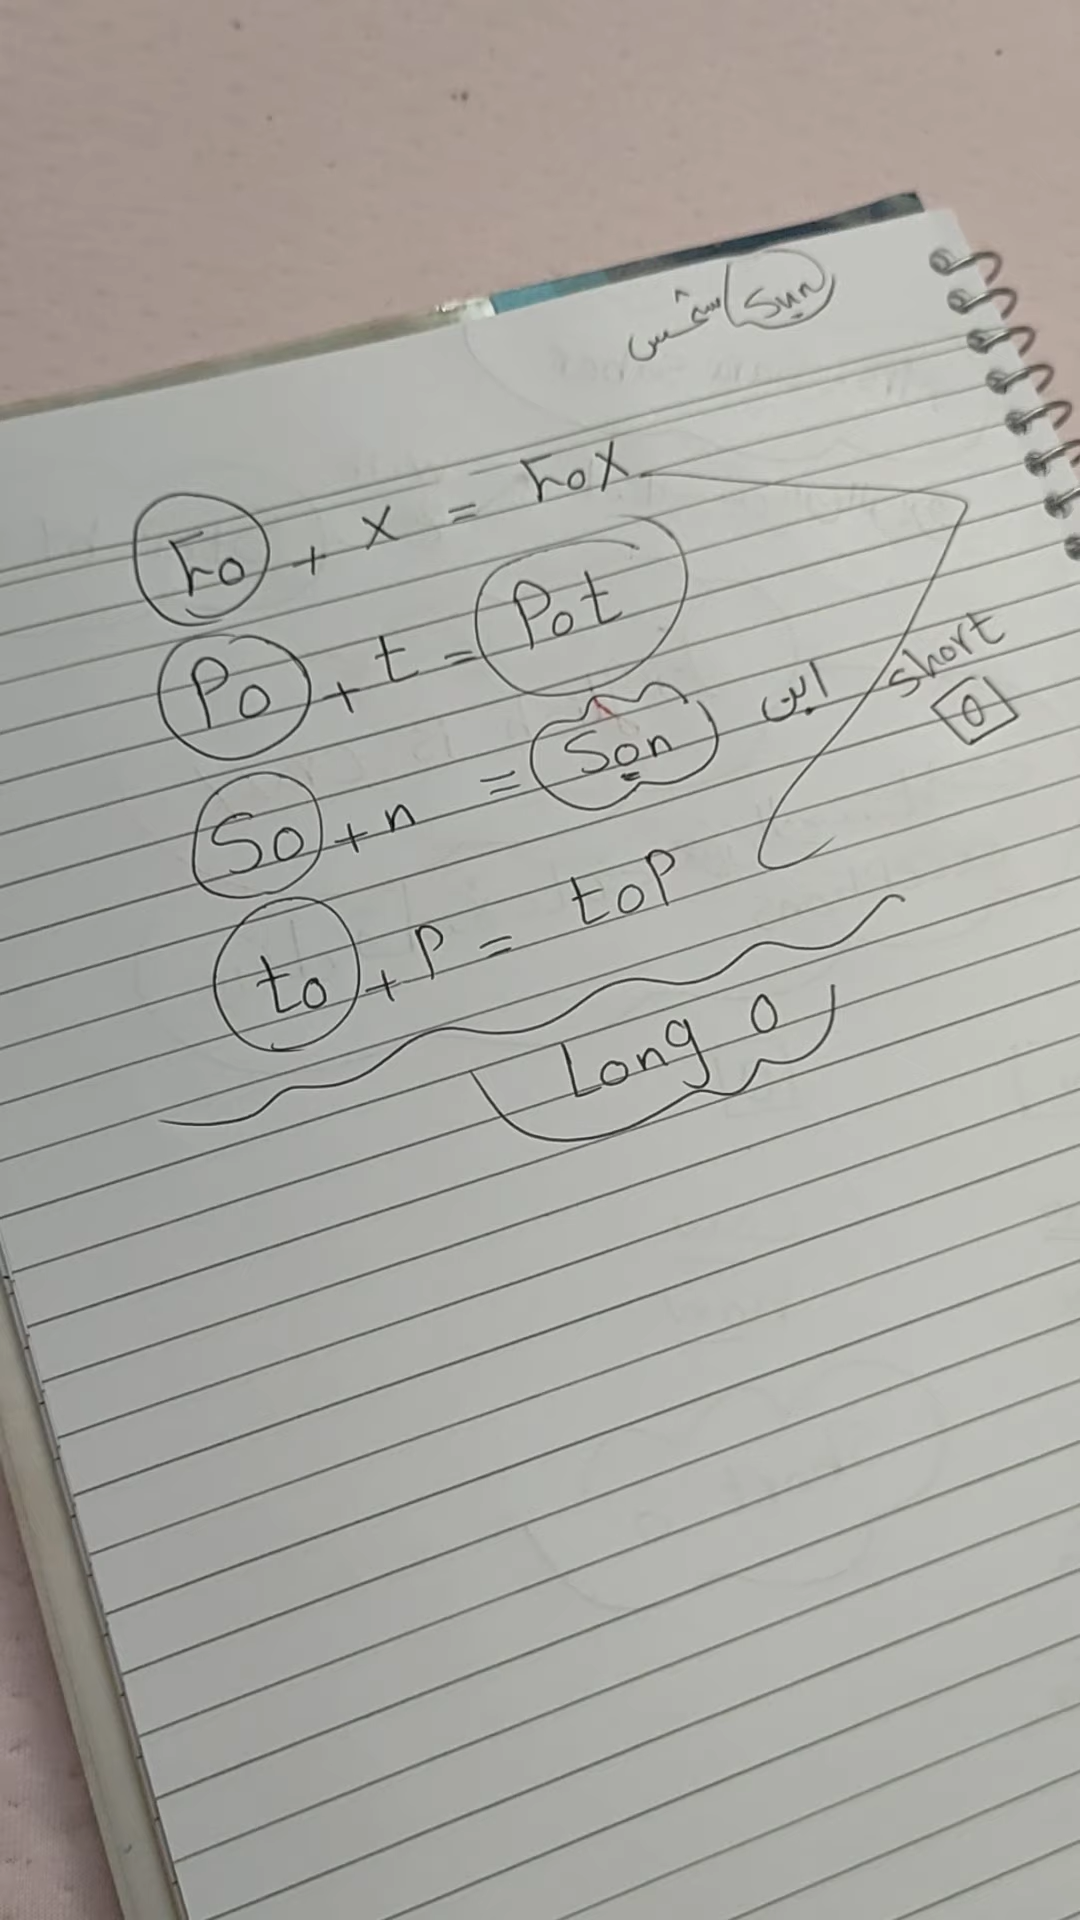 شمس sun
Fo + x = Fox
Po + t = Pot
So + n = Son ابن short
o
to + P = toP
Long o